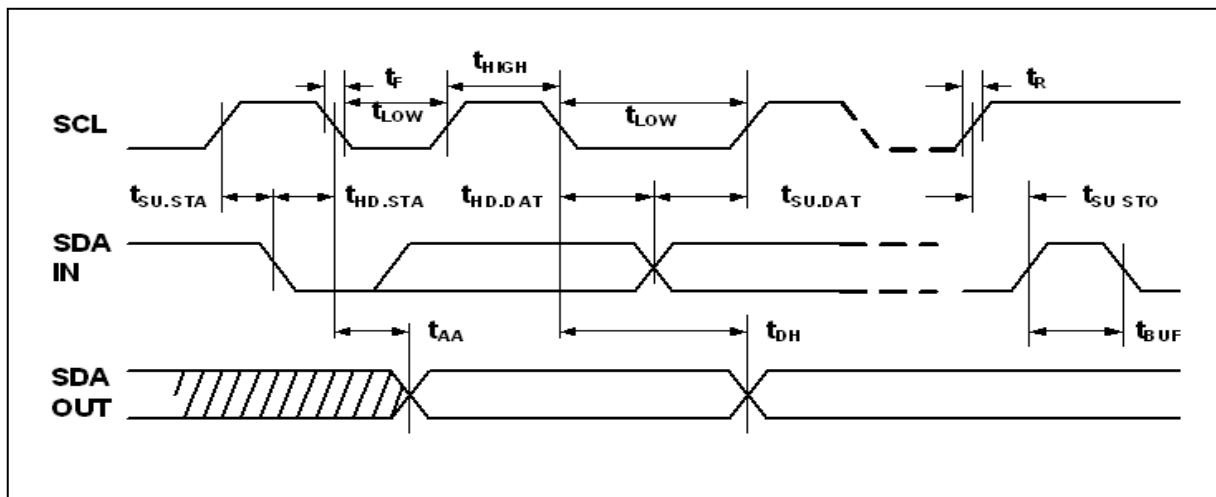 tF
tHIGH
tR
SCL
tLOW
tLOW
tSU.STA
tHD.STA
tHD.DAT
tSU.DAT
tSU STO
SDA
IN
tAA
tDH
tBUF
SDA
OUT